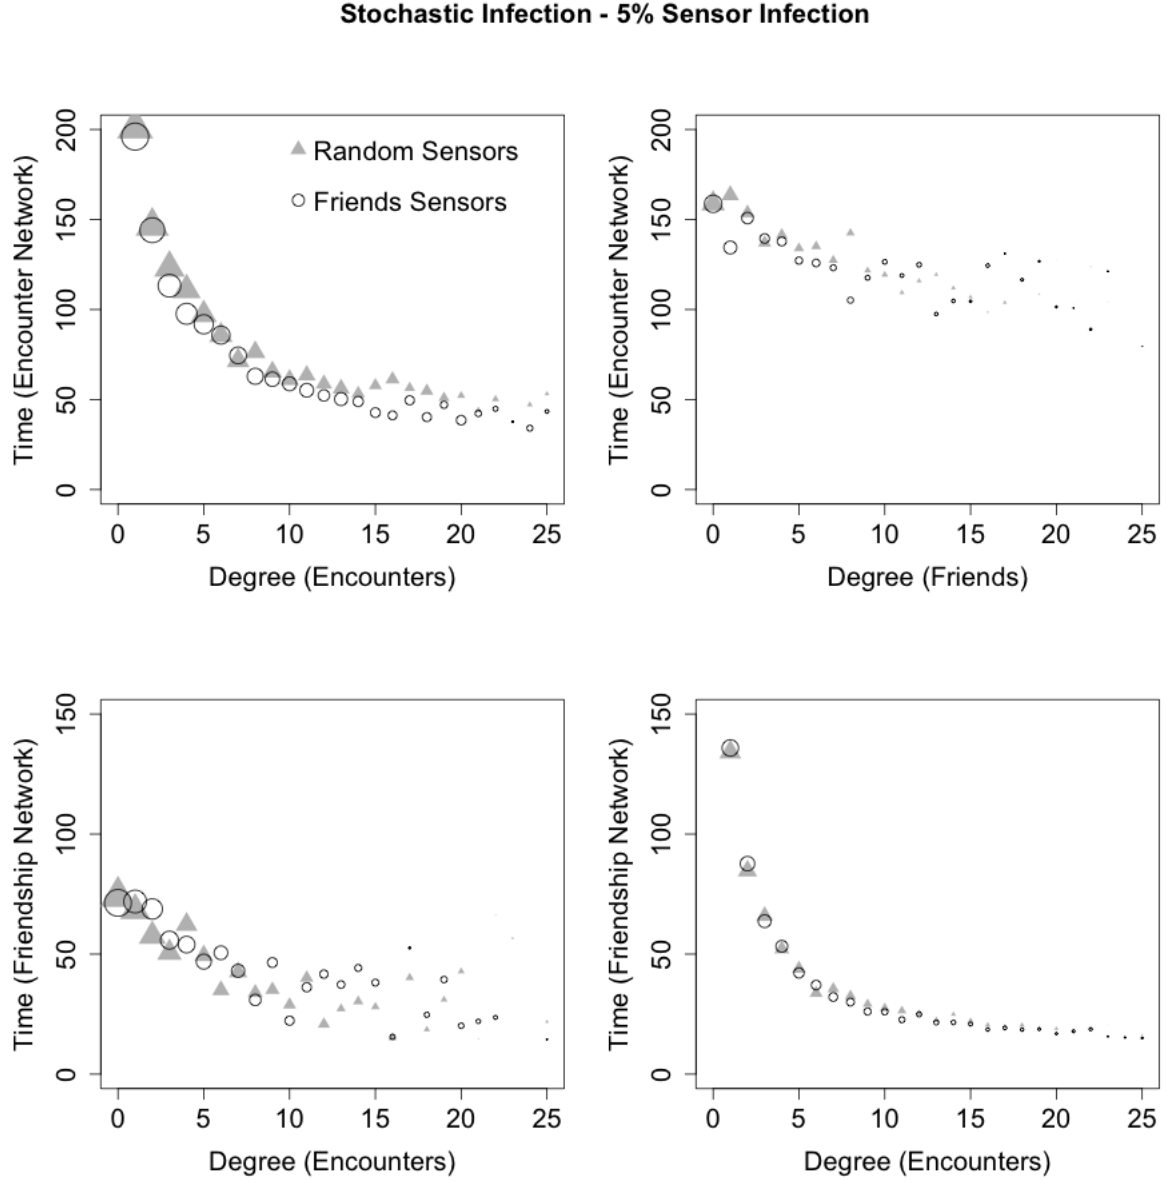 Stochastic Infection - 5% Sensor Infection
Time (Encounter Network)
200
150
100
50
0
Random Sensors
Friends Sensors
0 5 10 15 20 25
Degree (Encounters)
Time (Encounter Network)
200
150
100
50
0
0 5 10 15 20 25
Degree (Friends)
Time (Friendship Network)
150
100
50
0
0 5 10 15 20 25
Degree (Encounters)
Time (Friendship Network)
150
100
50
0
0 5 10 15 20 25
Degree (Encounters)